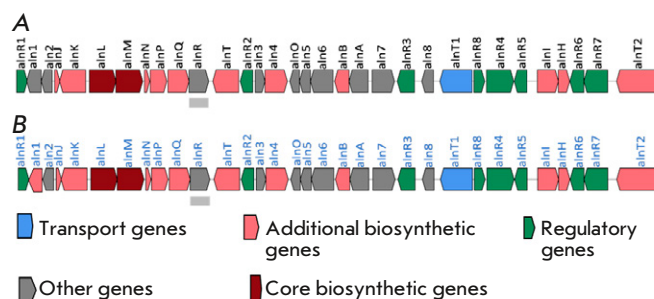 A
alnR1 aln1 aln2 alnJ alnK alnL alnM alnN alnP alnQ alnR alnT alnR2 aln3 aln4 alnO aln5 aln6 alnB alnA aln7 alnR3 aln8 alnT1 alnR8 alnR4 alnR5 alnI alnH alnR6 alnR7 alnT2
B
alnR1 aln1 aln2 alnJ alnK alnL alnM alnN alnP alnQ alnR alnT alnR2 aln3 aln4 alnO aln5 aln6 alnB alnA aln7 alnR3 aln8 alnT1 alnR8 alnR4 alnR5 alnI alnH alnR6 alnR7 alnT2
Transport genes Additional biosynthetic Regulatory
genes genes
Other genes Core biosynthetic genes